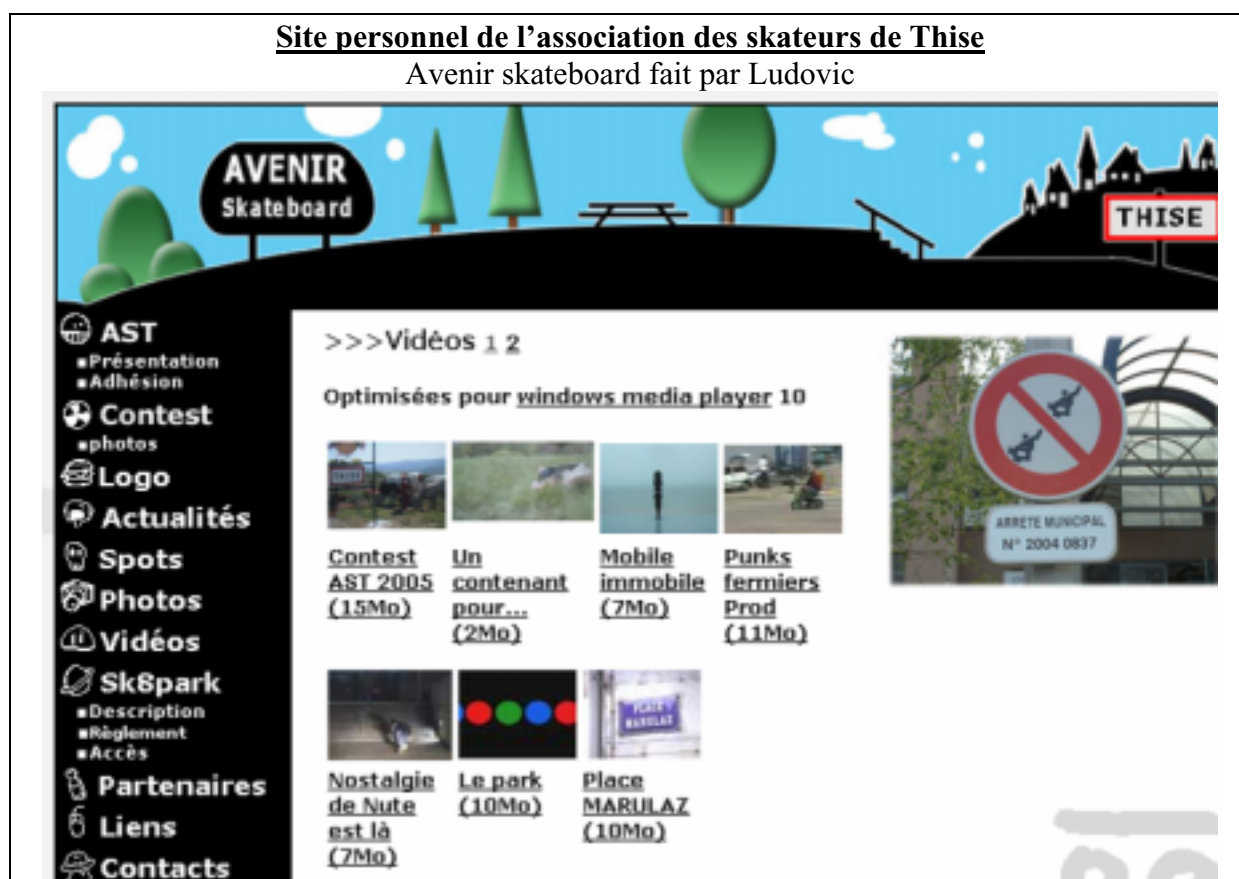 Site personnel de l’association des skateurs de Thise
Avenir skateboard fait par Ludovic
AVENIR
Skateboard
THISE
AST
Présentation
Adhésion
Contest
photos
Logo
Actualités
Spots
Photos
Vidéos
Sk8park
Description
Règlement
Accès
Partenaires
Liens
Contacts
>>>Vidéos 1 2
Optimisées pour windows media player 10
THISE
Contest
AST 2005
(15Mo)
Un
contenant
pour...
(2Mo)
Mobile
immobile
(7Mo)
Punks
fermiers
Prod
(11Mo)
Nostalgie
de Nute
est là
(7Mo)
Le park
(10Mo)
PLACE
MARULAZ
Place
MARULAZ
(10Mo)
ARRETE MUNICIPAL
N° 2004 0837